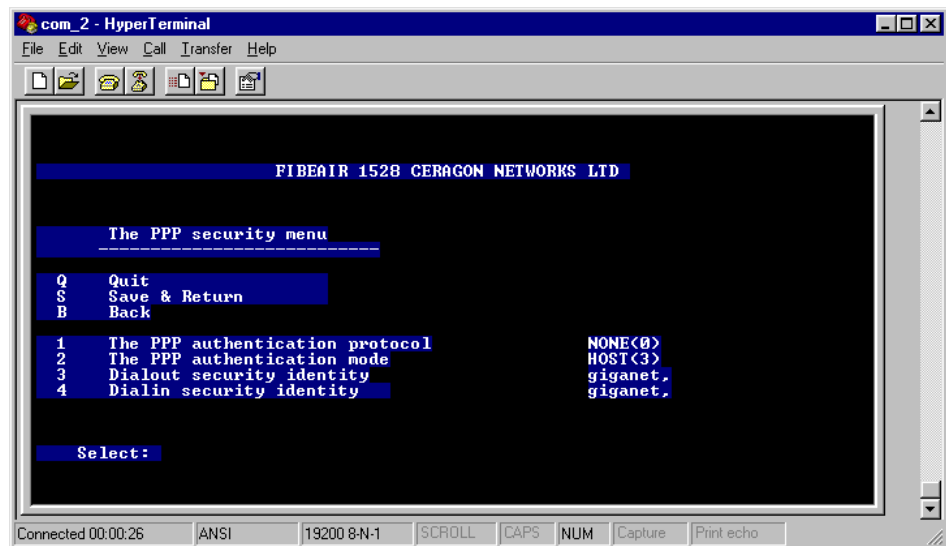 com_2 - HyperTerminal
File Edit View Call Transfer Help
FIBEAIR 1528 CERAGON NETWORKS LTD
The PPP security menu
---------------------------
Q Quit
S Save & Return
B Back
1 The PPP authentication protocol NONE(0)
2 The PPP authentication mode HOST(3)
3 Dialout security identity giganet,
4 Dialin security identity giganet,
Select:
Connected 00:00:26 ANSI 19200 8-N-1 SCROLL CAPS NUM Capture Print echo